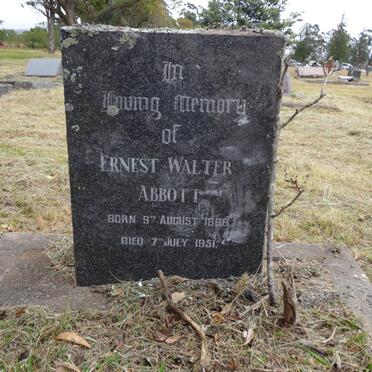 In
Loving Memory
of
ERNEST WALTER
ABBOTT
BORN 9TH AUGUST
DIED 7TH JULY 1951.